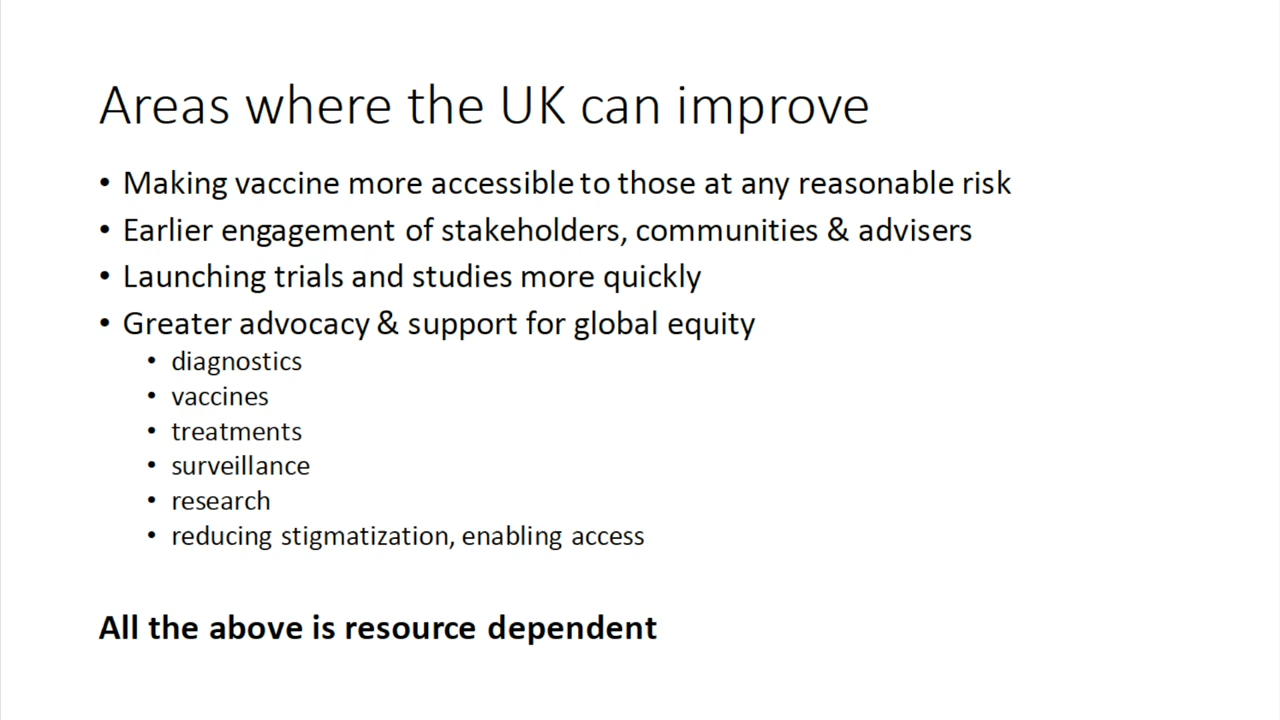 Areas where the UK can improve
• Making vaccine more accessible to those at any reasonable risk
• Earlier engagement of stakeholders, communities & advisers
• Launching trials and studies more quickly
• Greater advocacy & support for global equity
• diagnostics
• vaccines
• treatments
• surveillance
• research
• reducing stigmatization, enabling access
All the above is resource dependent